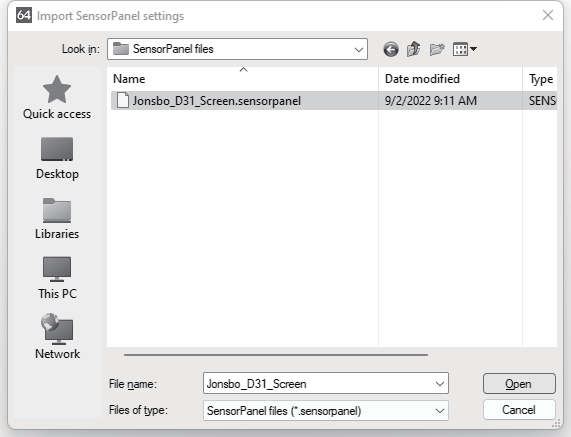 64 Import SensorPanel settings
Look in: SensorPanel files
Name Date modified Type
Jonsbo_D31_Screen.sensorpanel 9/2/2022 9:11 AM SENS
Quick access
Desktop
Libraries
This PC
Network
File name: Jonsbo_D31_Screen Open
Files of type: SensorPanel files (*.sensorpanel) Cancel